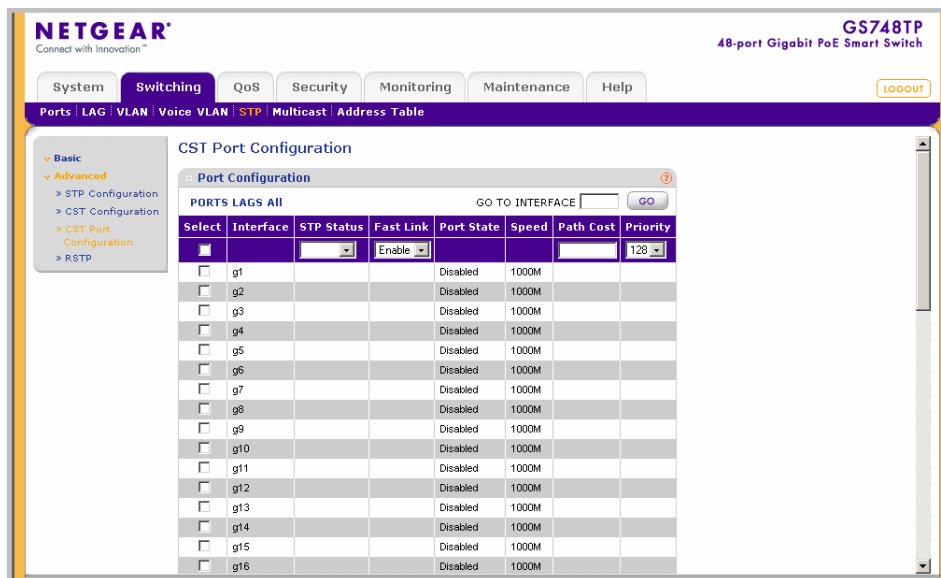 NETGEAR®
Connect with Innovation™
GS748TP
48-port Gigabit PoE Smart Switch
System Switching QoS Security Monitoring Maintenance Help LOGOUT
Ports LAG VLAN Voice VLAN STP Multicast Address Table
Basic
Advanced
» STP Configuration
» CST Configuration
» CST Port
Configuration
» RSTP
CST Port Configuration
Port Configuration ?
PORTS LAGS All GO TO INTERFACE GO
Select Interface STP Status Fast Link Port State Speed Path Cost Priority
Enable 128
g1 Disabled 1000M
g2 Disabled 1000M
g3 Disabled 1000M
g4 Disabled 1000M
g5 Disabled 1000M
g6 Disabled 1000M
g7 Disabled 1000M
g8 Disabled 1000M
g9 Disabled 1000M
g10 Disabled 1000M
g11 Disabled 1000M
g12 Disabled 1000M
g13 Disabled 1000M
g14 Disabled 1000M
g15 Disabled 1000M
g16 Disabled 1000M